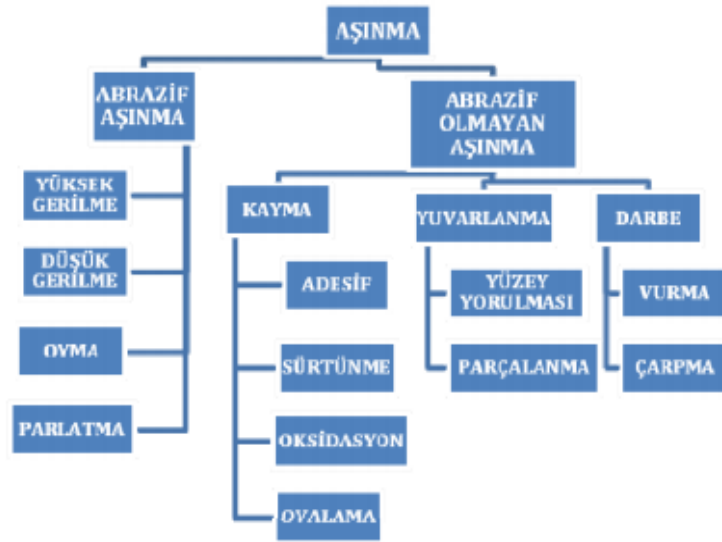 AŞINMA
ABRAZİF
AŞINMA
ABRAZİF
OLMAYAN
AŞINMA
YÜKSEK
GERİLME
DÜŞÜK
GERİLME
OYMA
PARLATMA
KAYMA
ADESİF
SÜRTÜNME
OKSİDASYON
OVALAMA
YUVARLANMA
YÜZEY
YORULMASI
PARÇALANMA
DARBE
VURMA
ÇARPMA